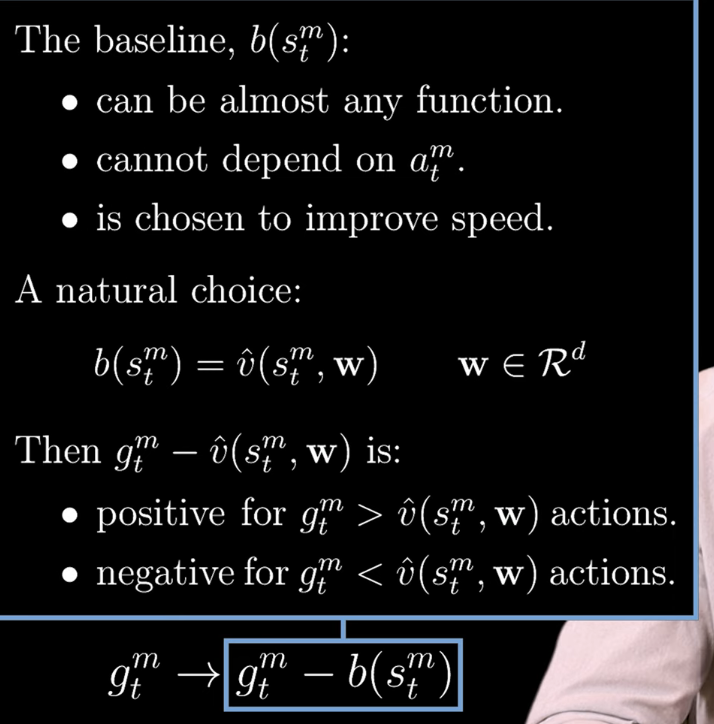 The baseline, $b(s_t^m)$:
• can be almost any function.
• cannot depend on $a_t^m$.
• is chosen to improve speed.
A natural choice:
$b(s_t^m) = \hat{v}(s_t^m, \mathbf{w}) \qquad \mathbf{w} \in \mathcal{R}^d$
Then $g_t^m - \hat{v}(s_t^m, \mathbf{w})$ is:
• positive for $g_t^m > \hat{v}(s_t^m, \mathbf{w})$ actions.
• negative for $g_t^m < \hat{v}(s_t^m, \mathbf{w})$ actions.
$g_t^m \rightarrow g_t^m - b(s_t^m)$